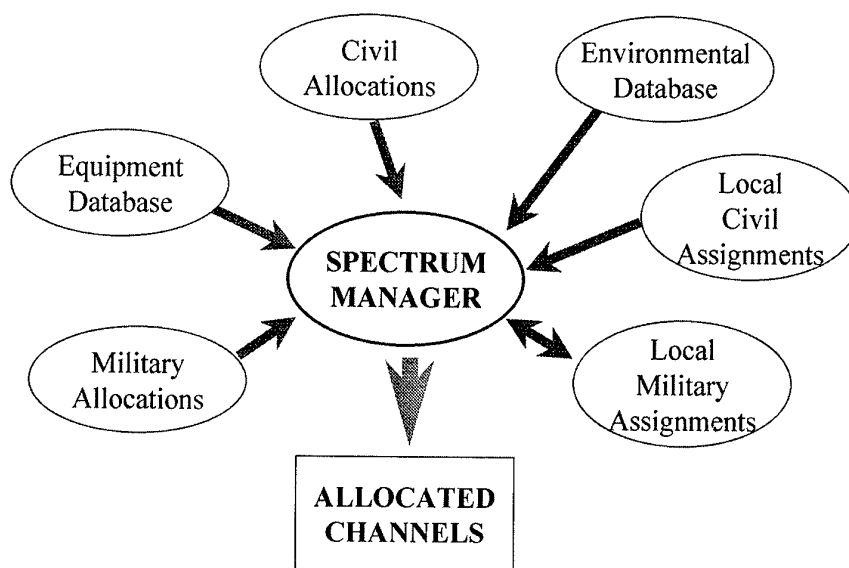 Civil
Allocations
Environmental
Database
Equipment
Database
Local
Civil
Assignments
SPECTRUM
MANAGER
Military
Allocations
Local
Military
Assignments
ALLOCATED
CHANNELS